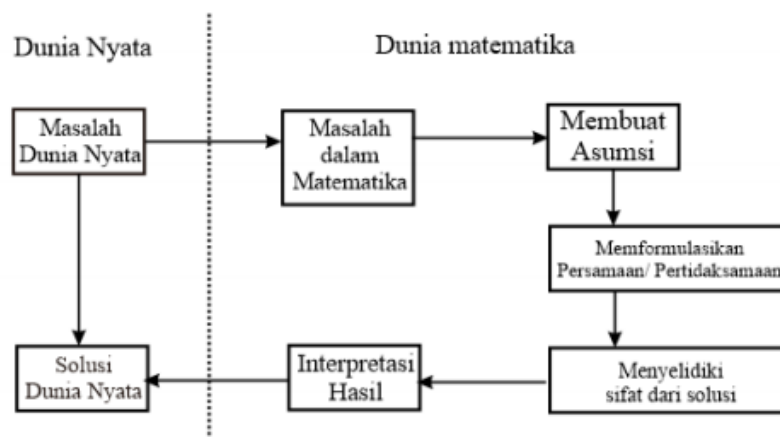 Dunia Nyata
Dunia matematika
Masalah
Dunia Nyata
Masalah
dalam
Matematika
Membuat
Asumsi
Memformulasikan
Persamaan/ Pertidaksamaan
Menyelidiki
sifat dari solusi
Interpretasi
Hasil
Solusi
Dunia Nyata